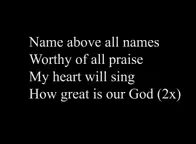 Name above all names
Worthy of all praise
My heart will sing
How great is our God (2x)